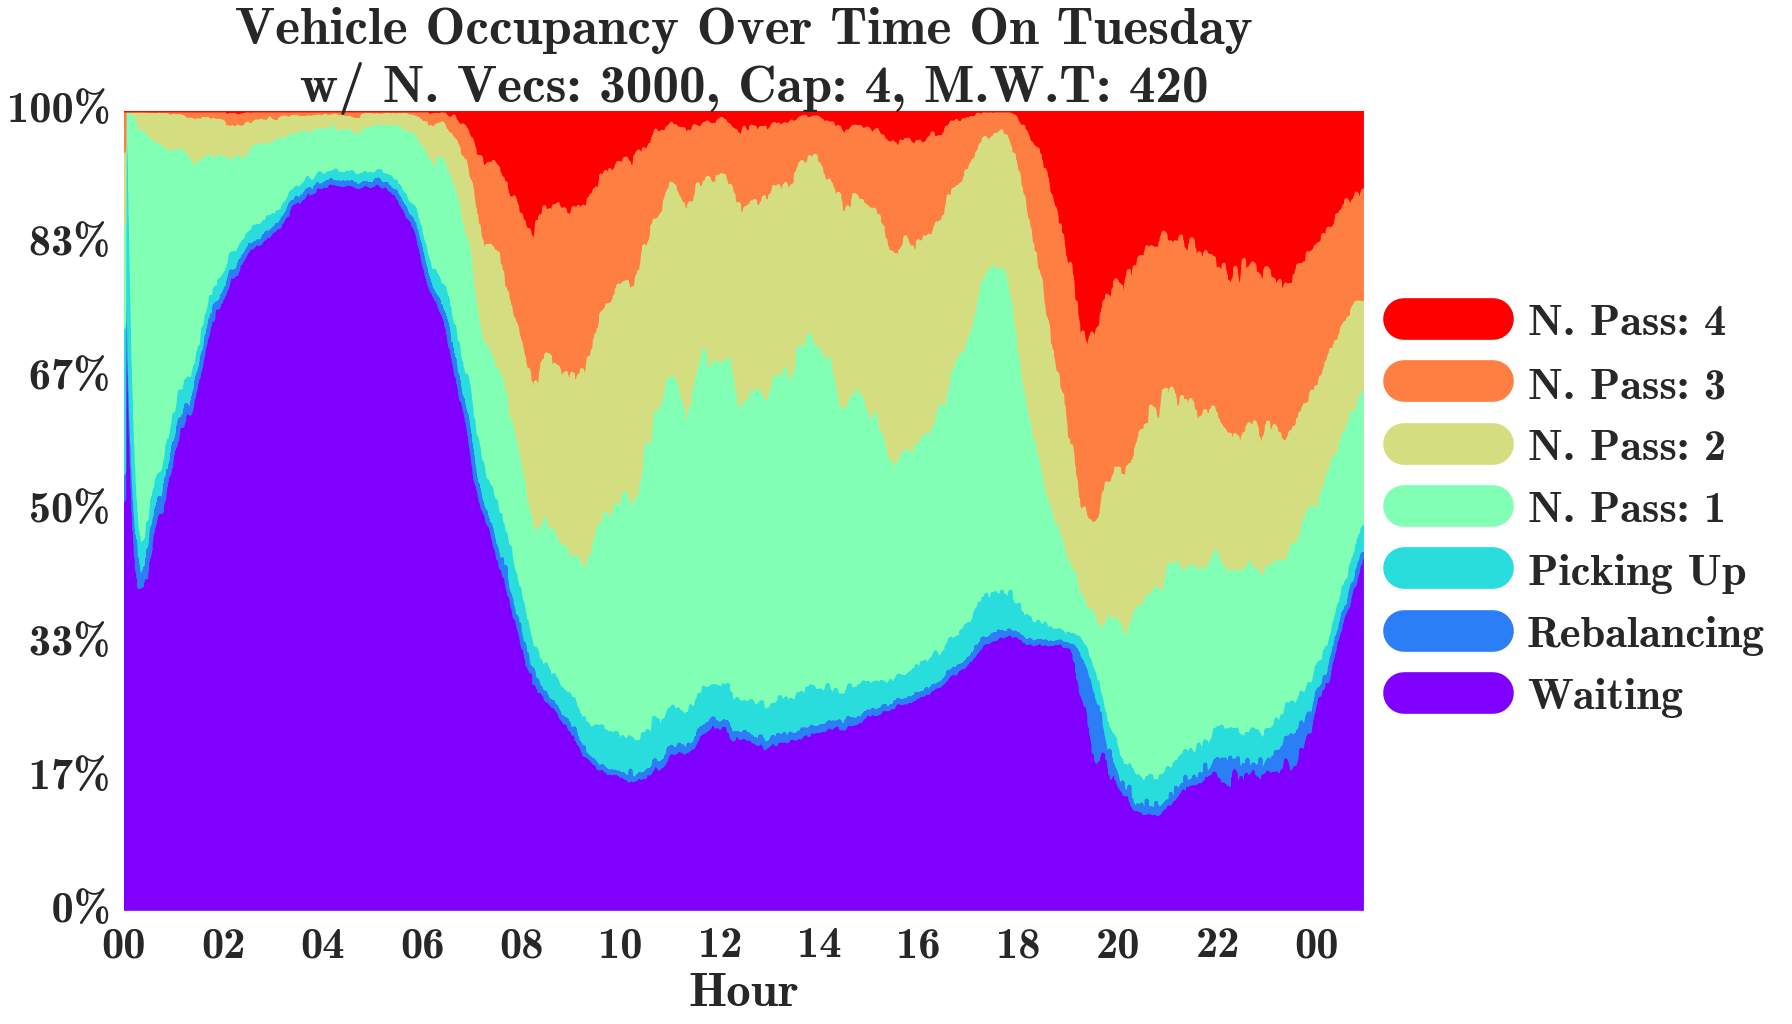 Vehicle Occupancy Over Time On Tuesday
w/ N. Vecs: 3000, Cap: 4, M.W.T: 420
100%
83%
67%
50%
33%
17%
0%
00 02 04 06 08 10 12 14 16 18 20 22 00
Hour
N. Pass: 4
N. Pass: 3
N. Pass: 2
N. Pass: 1
Picking Up
Rebalancing
Waiting